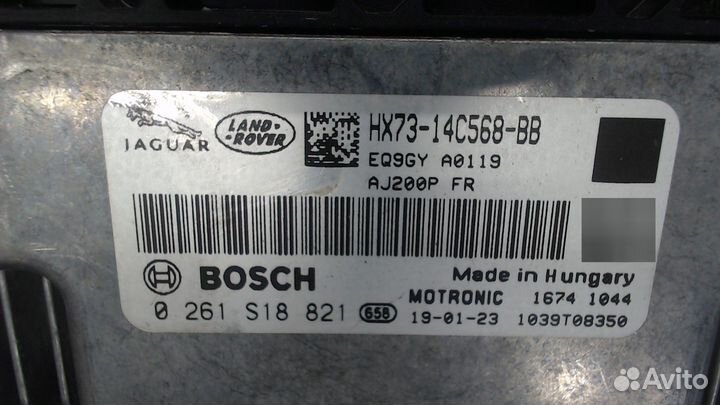 JAGUAR
LAND-
ROVER
HX73-14C568-BB
EQ9GY A0119
AJ200P FR
BOSCH
Made in Hungary
0 261 S18 821 658
MOTRONIC 1674 1044
19-01-23 1039T08350
Avito